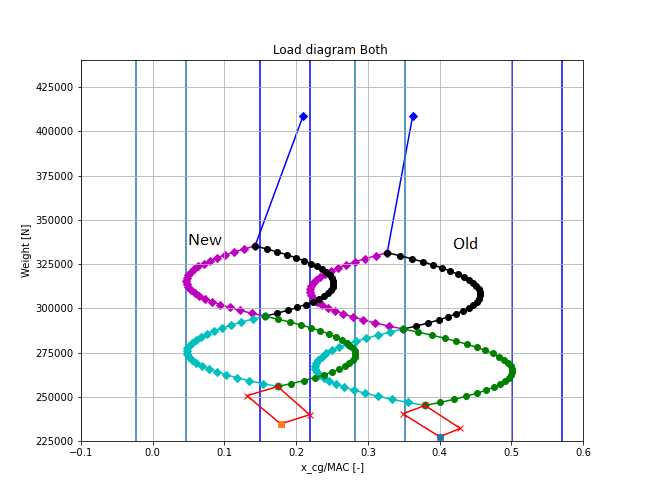 Load diagram Both
Weight [N]
425000
400000
375000
350000
325000
300000
275000
250000
225000
New
Old
−0.1 0.0 0.1 0.2 0.3 0.4 0.5 0.6
x_cg/MAC [-]